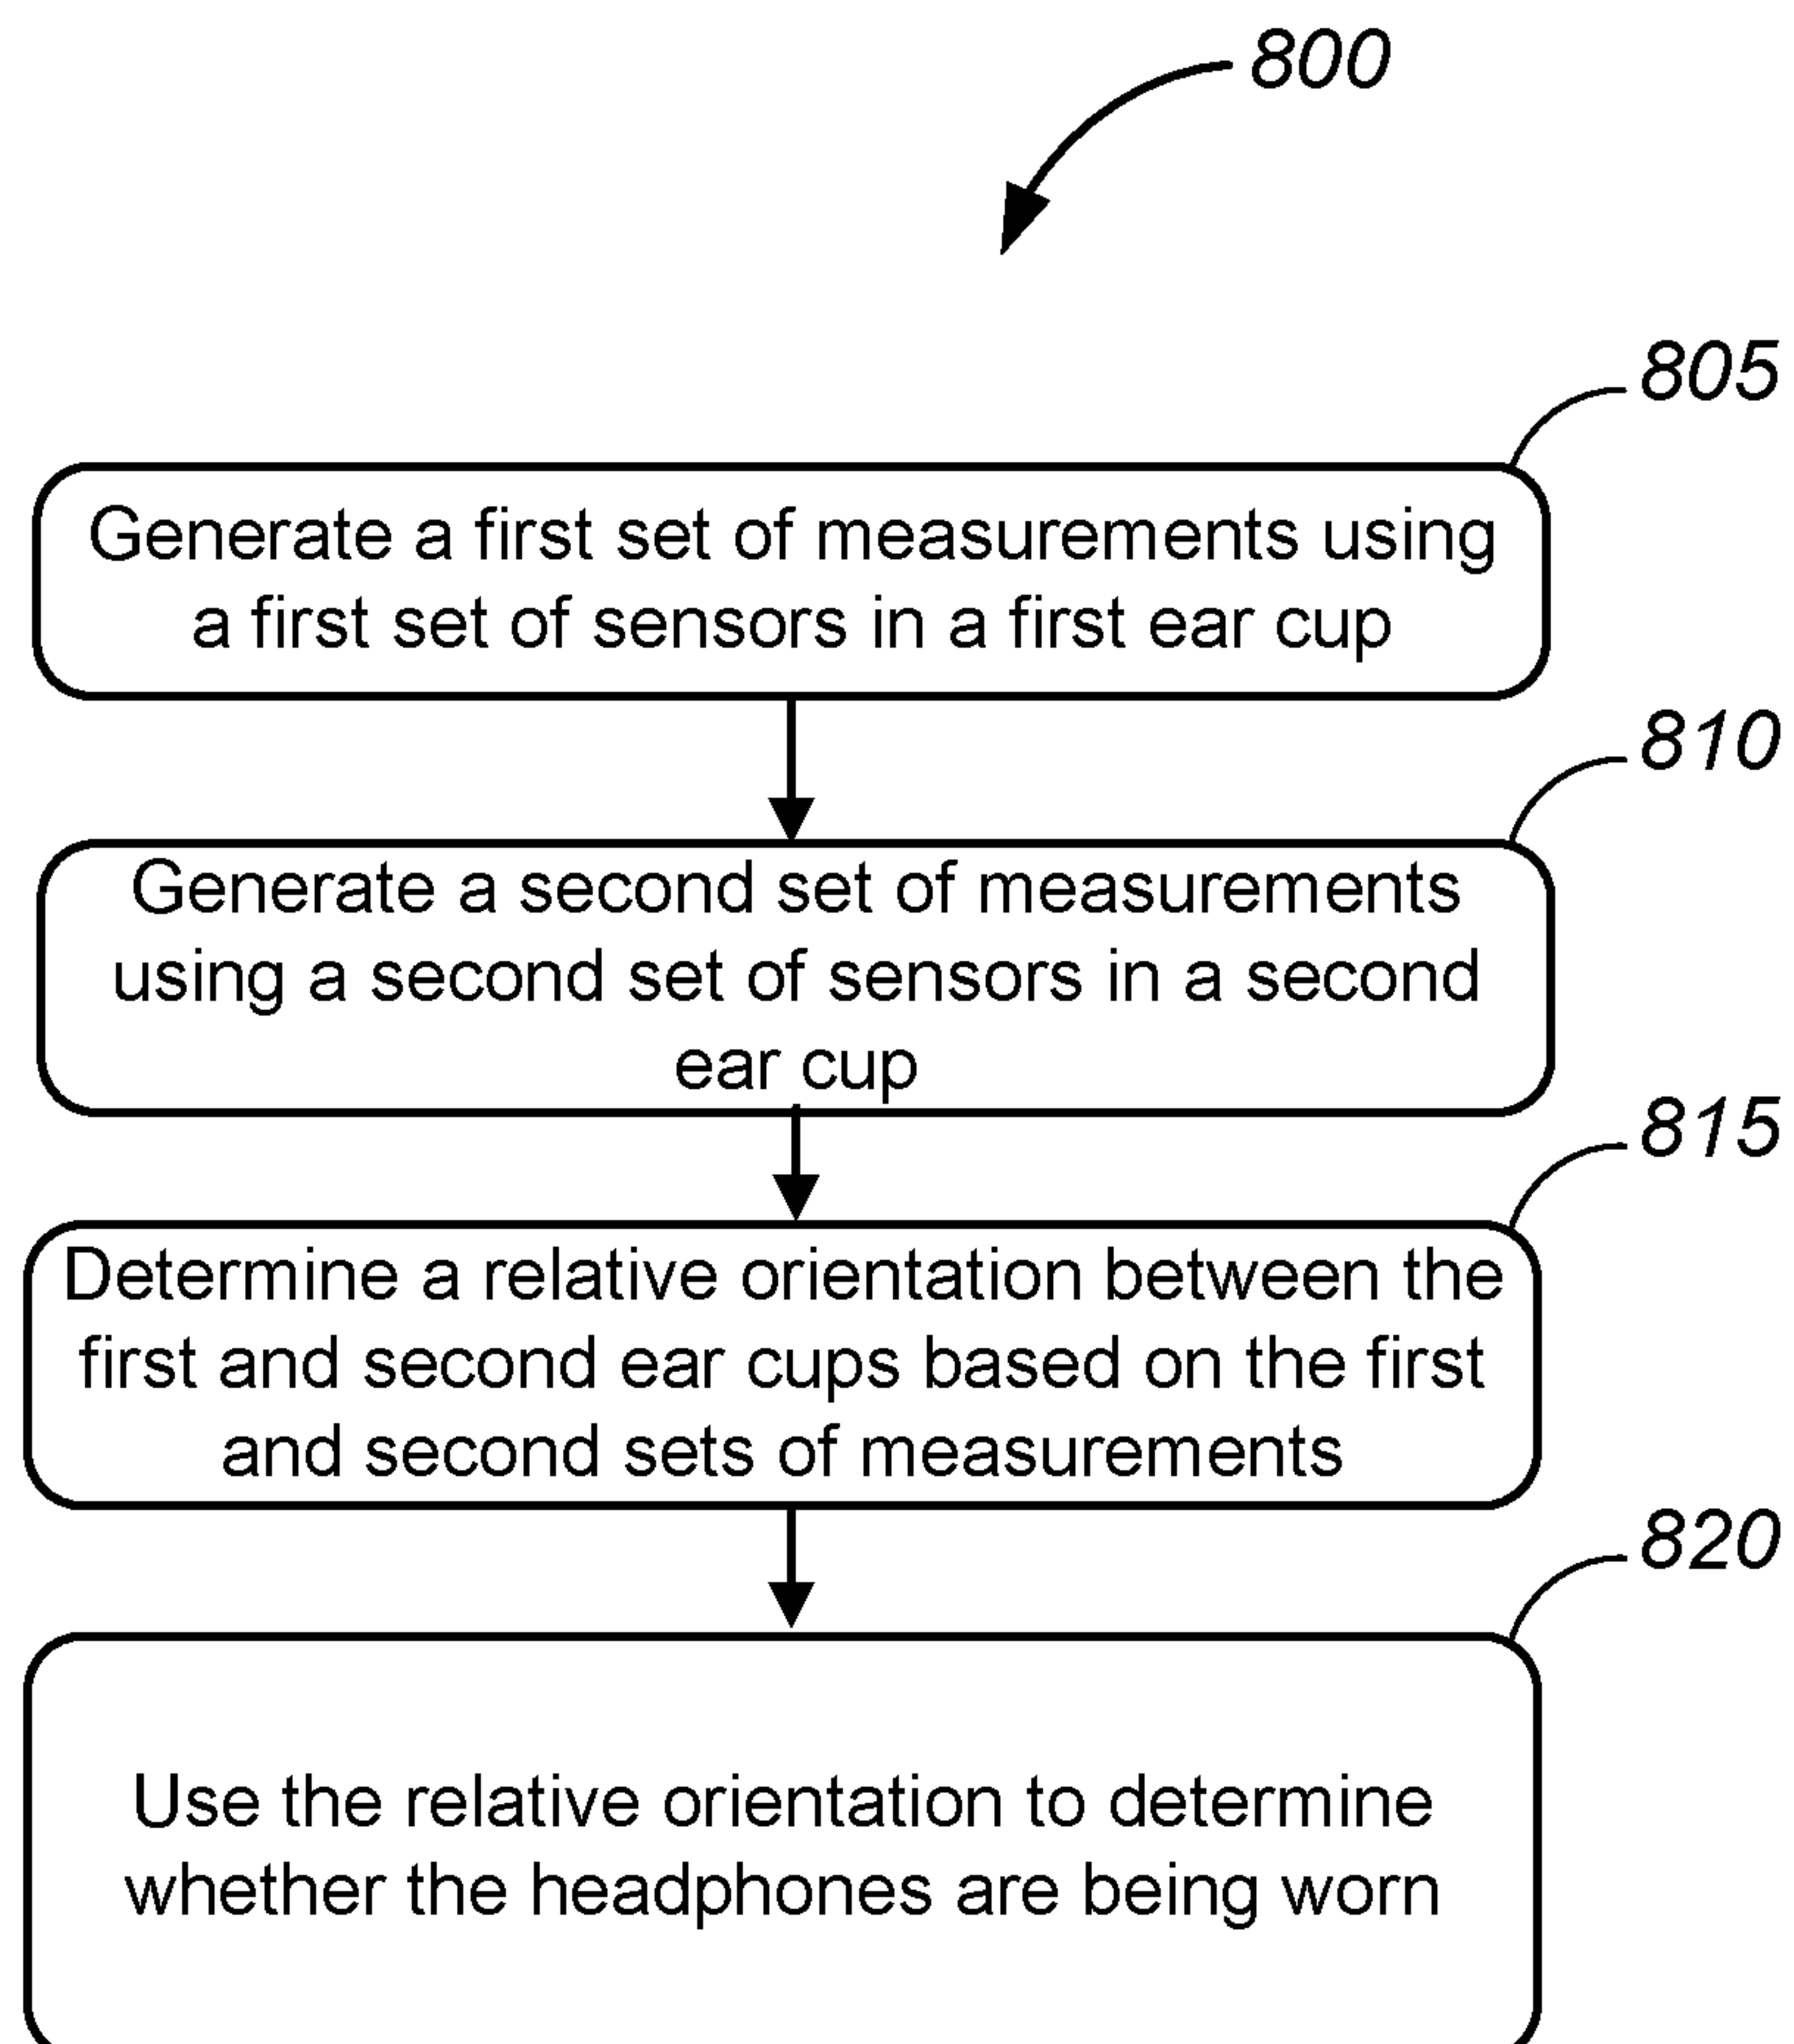 800
805
Generate a first set of measurements using
a first set of sensors in a first ear cup
810
Generate a second set of measurements
using a second set of sensors in a second
ear cup
815
Determine a relative orientation between the
first and second ear cups based on the first
and second sets of measurements
820
Use the relative orientation to determine
whether the headphones are being worn